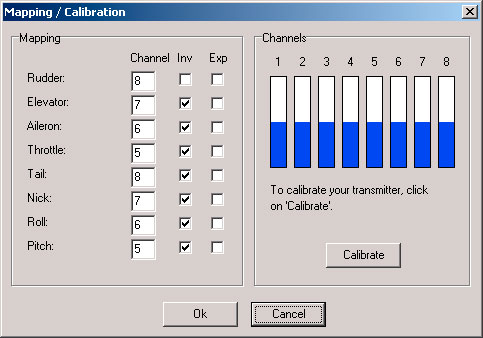 Mapping / Calibration
Mapping
Channel Inv Exp
Rudder: 8
Elevator: 7
Aileron: 6
Throttle: 5
Tail: 8
Nick: 7
Roll: 6
Pitch: 5
Channels
1 2 3 4 5 6 7 8
To calibrate your transmitter, click
on 'Calibrate'.
Calibrate
Ok
Cancel